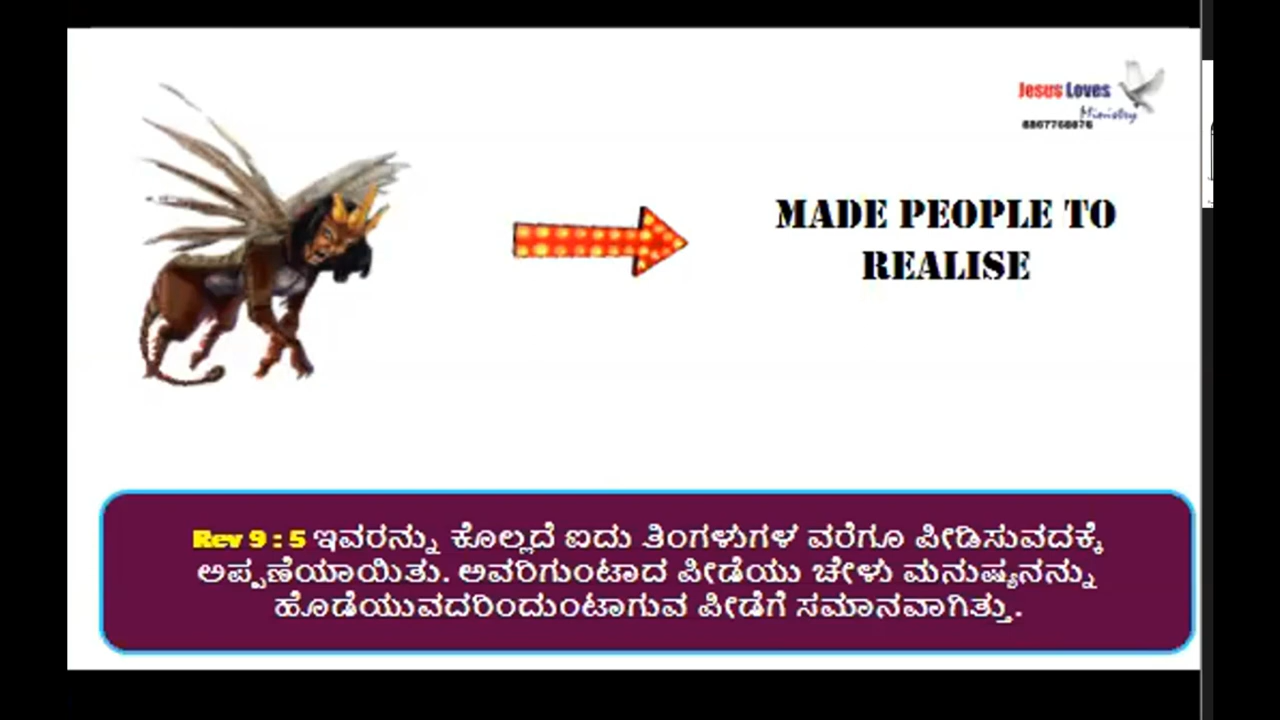 Jesus Loves
Ministry
8867768876
MADE PEOPLE TO
REALISE
Rev 9 : 5 ಇವರನ್ನು ಕೊಲ್ಲದೆ ಐದು ತಿಂಗಳುಗಳ ವರೆಗೂ ಪೀಡಿಸುವದಕ್ಕೆ
ಅಪ್ಪಣೆಯಾಯಿತು. ಅವರಿಗುಂಟಾದ ಪೀಡೆಯು ಚೇಳು ಮನುಷ್ಯನನ್ನು
ಹೊಡೆಯುವದರಿಂದುಂಟಾಗುವ ಪೀಡೆಗೆ ಸಮಾನವಾಗಿತ್ತು.